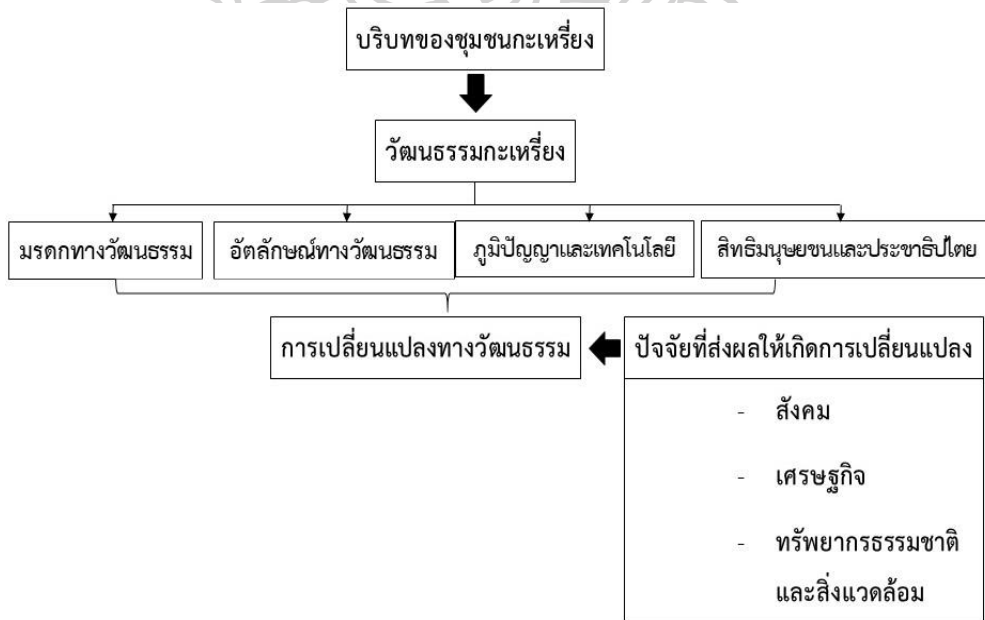 บริบทของชุมชนกะเหรี่ยง
วัฒนธรรมกะเหรี่ยง
มรดกทางวัฒนธรรม
อัตลักษณ์ทางวัฒนธรรม
ภูมิปัญญาและเทคโนโลยี
สิทธิมนุษยชนและประชาธิปไตย
การเปลี่ยนแปลงทางวัฒนธรรม
ปัจจัยที่ส่งผลให้เกิดการเปลี่ยนแปลง
- สังคม
- เศรษฐกิจ
- ทรัพยากรธรรมชาติ
และสิ่งแวดล้อม